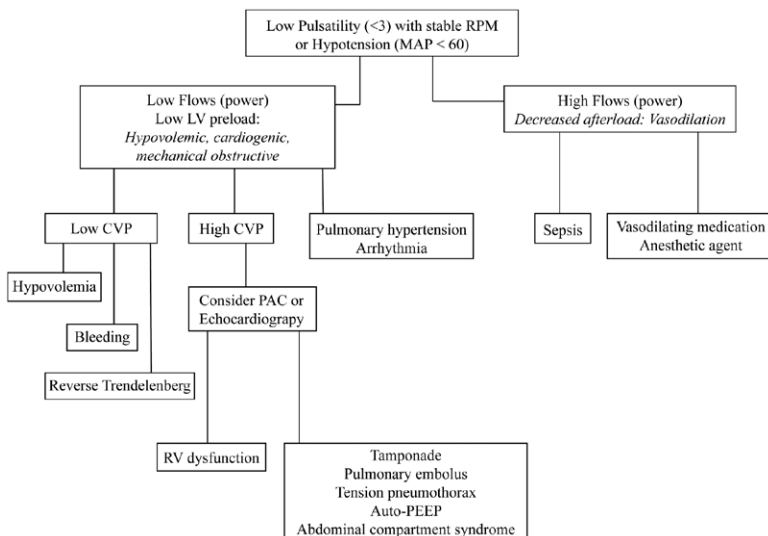 Low Pulsatility (<3) with stable RPM
or Hypotension (MAP < 60)
Low Flows (power)
Low LV preload:
Hypovolemic, cardiogenic,
mechanical obstructive
High Flows (power)
Decreased afterload: Vasodilation
Low CVP
High CVP
Pulmonary hypertension
Arrhythmia
Sepsis
Vasodilating medication
Anesthetic agent
Hypovolemia
Bleeding
Reverse Trendelenberg
Consider PAC or
Echocardiograpy
RV dysfunction
Tamponade
Pulmonary embolus
Tension pneumothorax
Auto-PEEP
Abdominal compartment syndrome